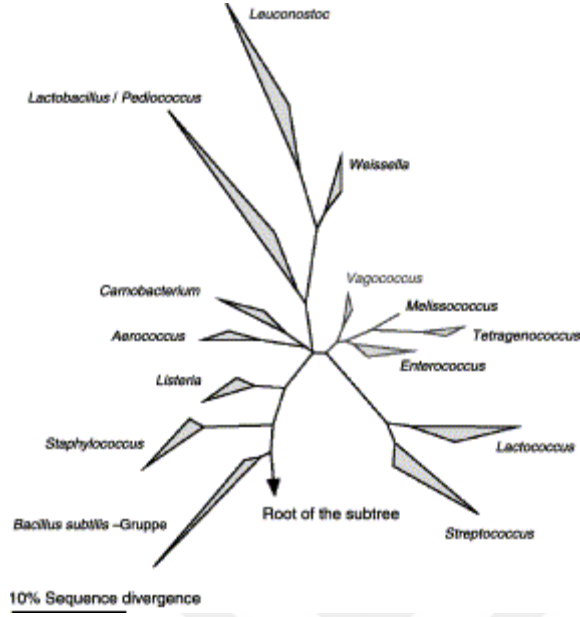 Leuconostoc
Lactobacillus / Pediococcus
Weissella
Vagococcus
Carnobacterium
Melissococcus
Aerococcus
Tetragenococcus
Enterococcus
Listeria
Staphylococcus
Lactococcus
Root of the subtree
Bacillus subtilis –Gruppe
Streptococcus
10% Sequence divergence